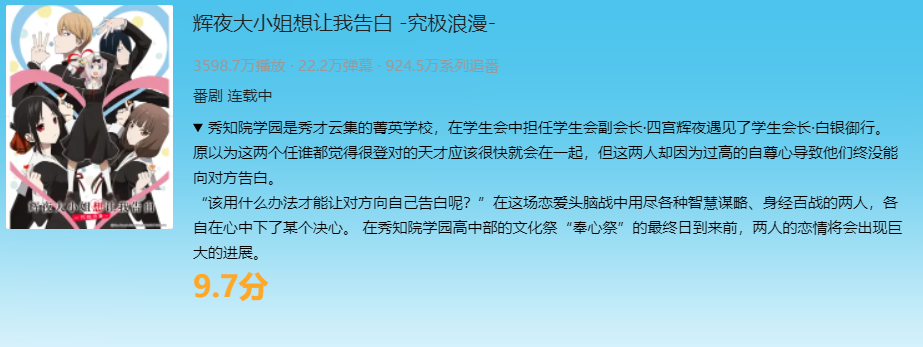 辉夜大小姐想让我告白 -究极浪漫-
3598.7万播放 · 22.2万弹幕 · 924.5万系列追番
番剧 连载中
▼ 秀知院学园是秀才云集的菁英学校，在学生会中担任学生会副会长·四宫辉夜遇见了学生会长·白银御行。
原以为这两个任谁都觉得很登对的天才应该很快就会在一起，但这两人却因为过高的自尊心导致他们终没能
向对方告白。
“该用什么办法才能让对方向自己告白呢？”在这场恋爱头脑战中用尽各种智慧谋略、身经百战的两人，各
自在心中下了某个决心。 在秀知院学园高中部的文化祭“奉心祭”的最终日到来前，两人的恋情将会出现巨
大的进展。
9.7分
辉夜大小姐想让我告白